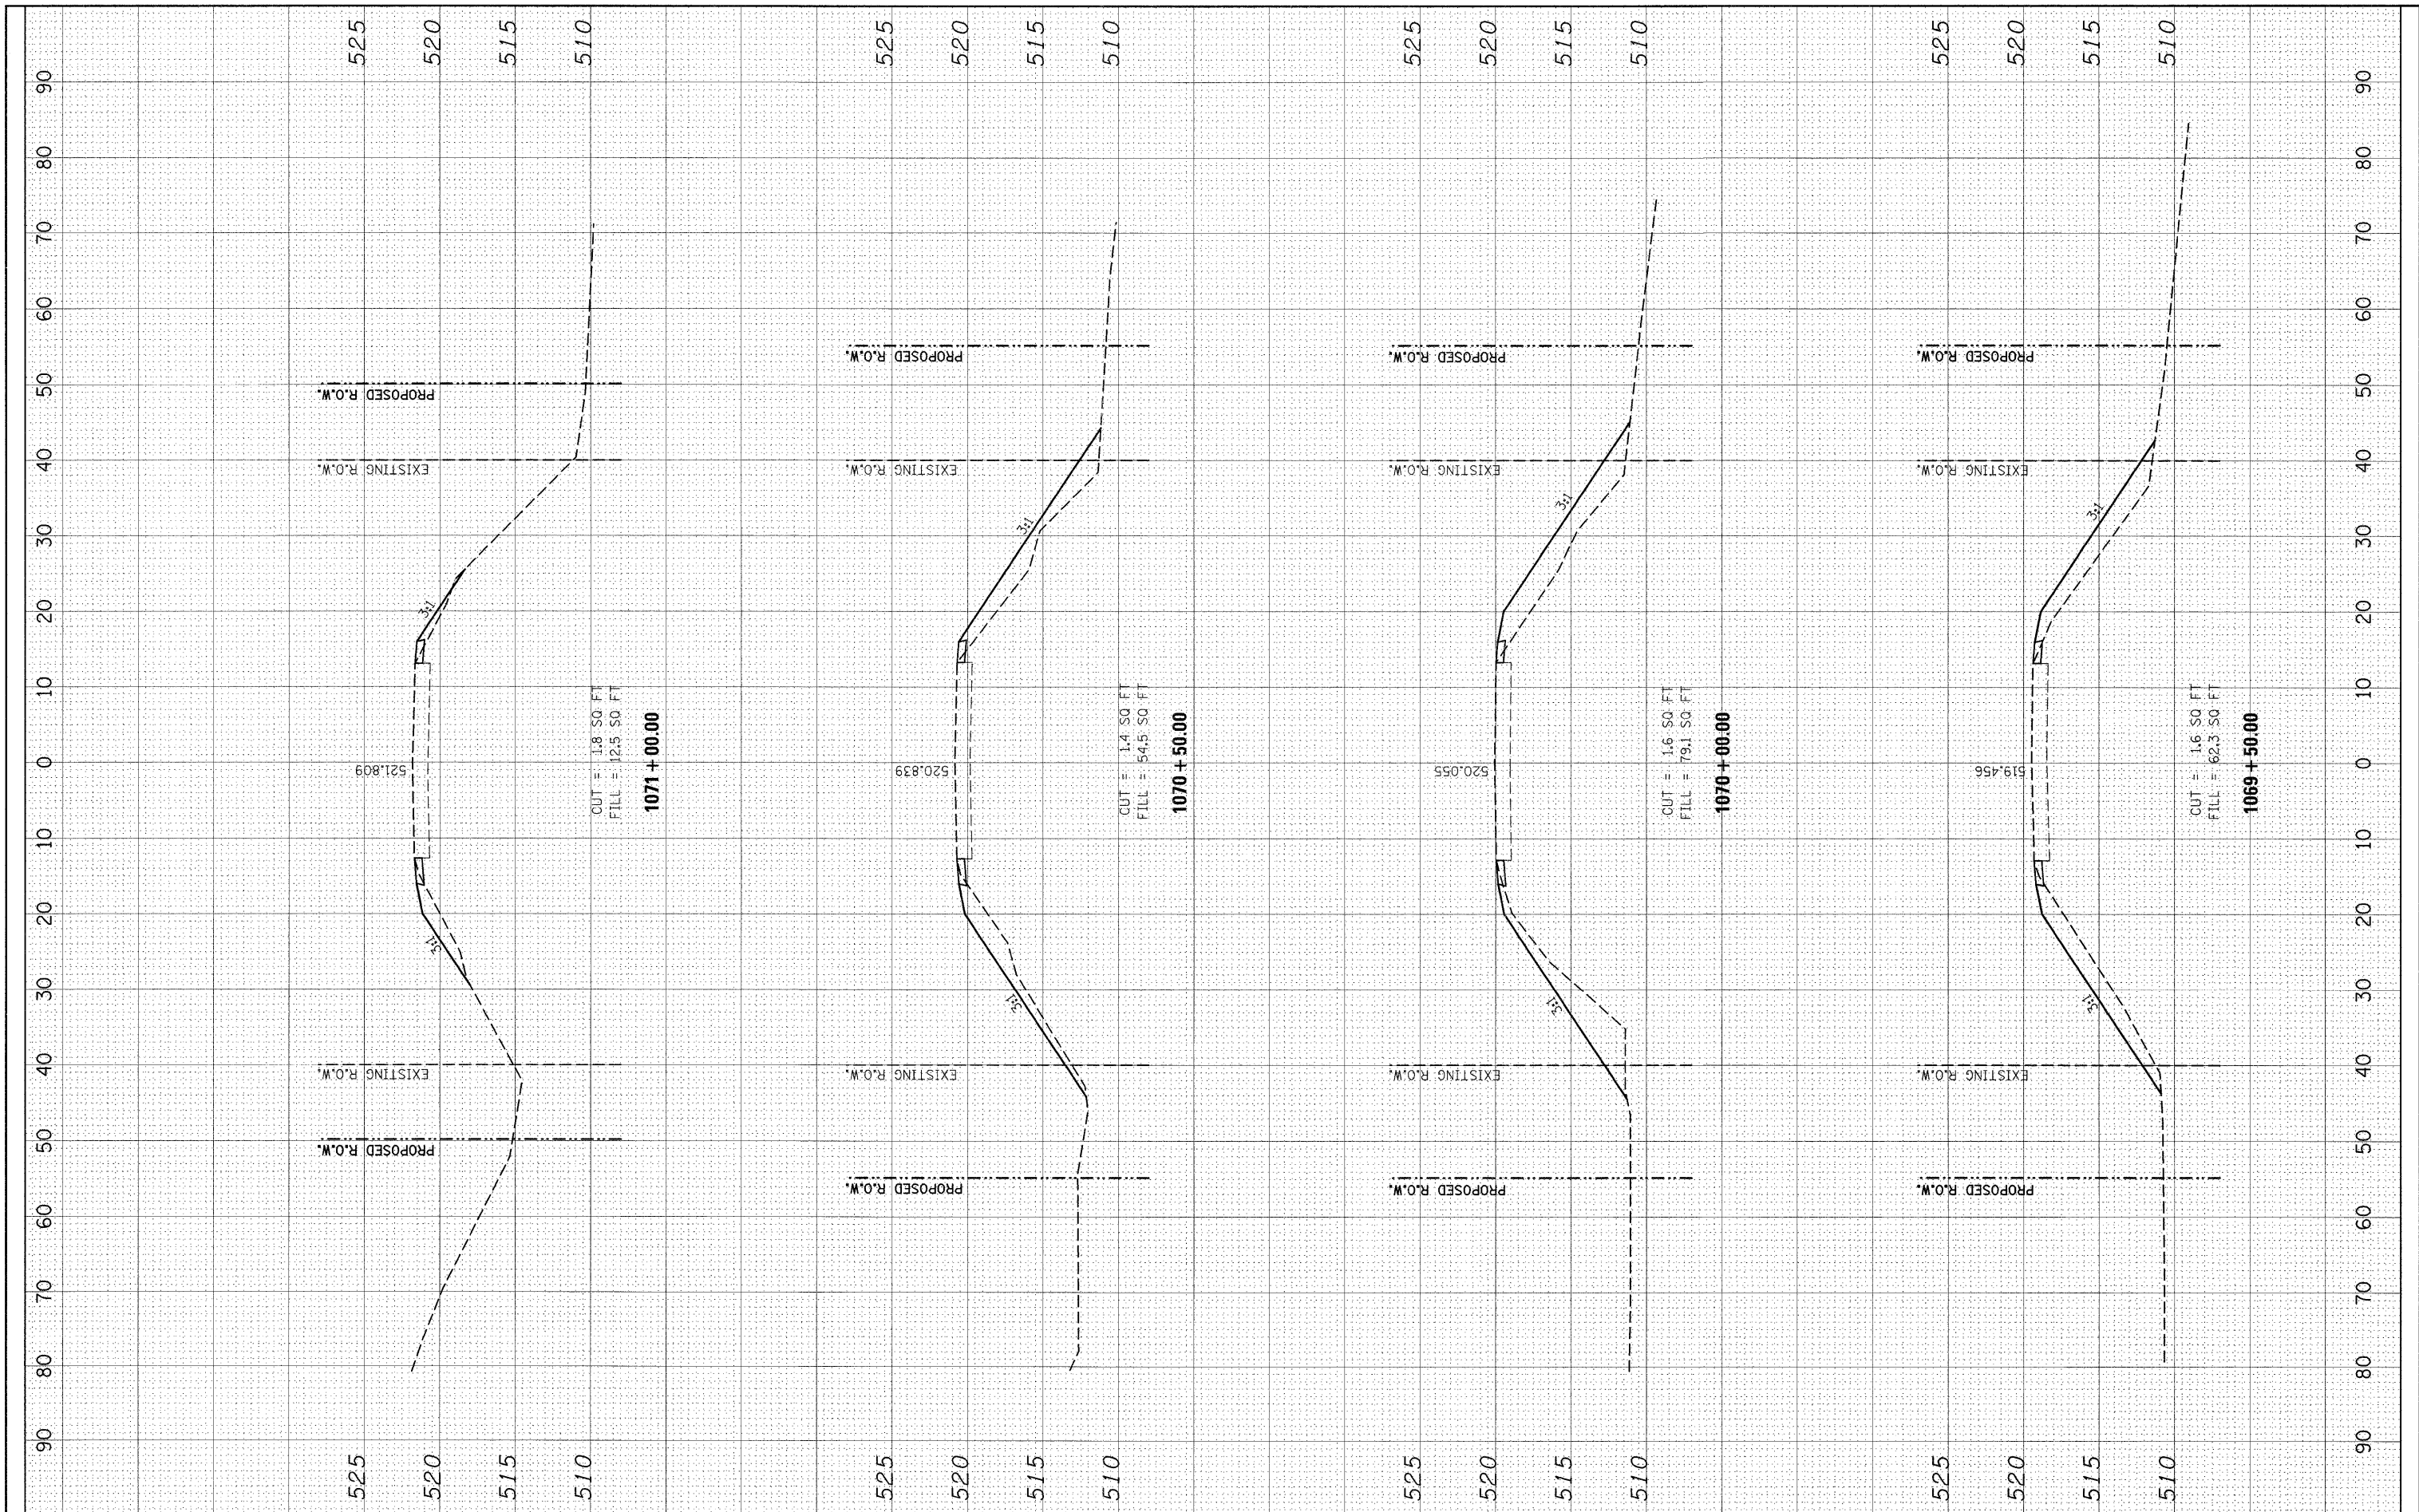 90 80 70 60 50 40 30 20 10 0 10 20 30 40 50 60 70 80 90
525 525
520 520
515 515
510 510
PROPOSED R.O.W. EXISTING R.O.W. 3:1 521.809 3:1 EXISTING R.O.W. PROPOSED R.O.W.
CUT = 1.8 SQ FT
FILL = 12.5 SQ FT
1071 + 00.00
525 525
520 520
515 515
510 510
PROPOSED R.O.W. EXISTING R.O.W. 3:1 520.839 3:1 EXISTING R.O.W. PROPOSED R.O.W.
CUT = 1.4 SQ FT
FILL = 54.5 SQ FT
1070 + 50.00
525 525
520 520
515 515
510 510
PROPOSED R.O.W. EXISTING R.O.W. 3:1 520.055 3:1 EXISTING R.O.W. PROPOSED R.O.W.
CUT = 1.6 SQ FT
FILL = 79.1 SQ FT
1070 + 00.00
525 525
520 520
515 515
510 510
PROPOSED R.O.W. EXISTING R.O.W. 3:1 519.456 3:1 EXISTING R.O.W. PROPOSED R.O.W.
CUT = 1.6 SQ FT
FILL = 62.3 SQ FT
1069 + 50.00
90 80 70 60 50 40 30 20 10 0 10 20 30 40 50 60 70 80 90